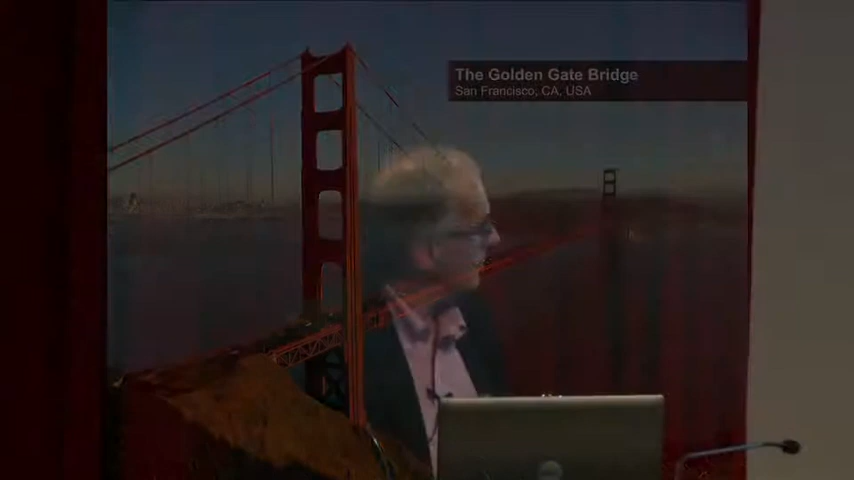 The Golden Gate Bridge
San Francisco, CA, USA